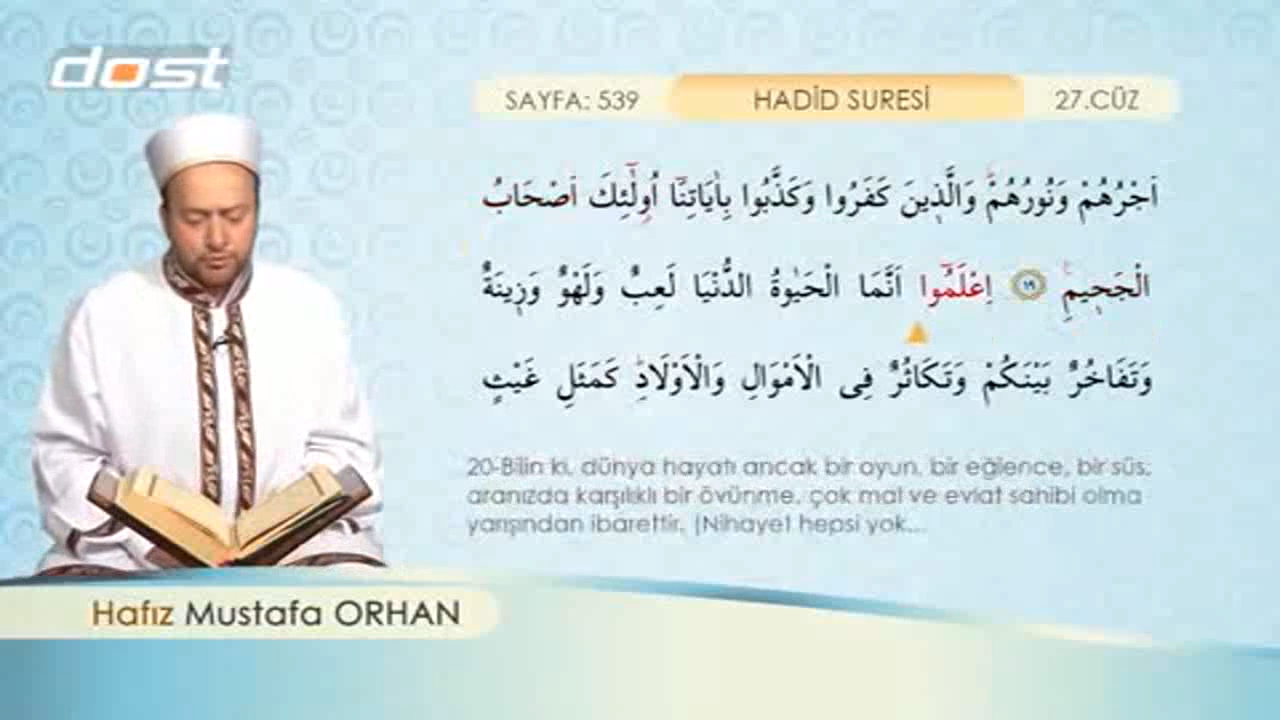 dost
SAYFA: 539 HADİD SURESİ 27.CÜZ
اَجْرُهُمْ وَنُورُهُمْۜ وَالَّذ۪ينَ كَفَرُوا وَكَذَّبُوا بِاٰيَاتِنَٓا اُو۬لٰٓئِكَ اَصْحَابُ
الْجَح۪يمِ۟ ﴿١٩﴾ اِعْلَمُٓوا اَنَّمَا الْحَيٰوةُ الدُّنْيَا لَعِبٌ وَلَهْوٌ وَز۪ينَةٌ
وَتَفَاخُرٌ بَيْنَكُمْ وَتَكَاثُرٌ فِي الْاَمْوَالِ وَالْاَوْلَادِۜ كَمَثَلِ غَيْثٍ
20-Bilin ki, dünya hayatı ancak bir oyun, bir eğlence, bir süs,
aranızda karşılıklı bir övünme, çok mal ve evlat sahibi olma
yarışından ibarettir. (Nihayet hepsi yok...
Hafız Mustafa ORHAN